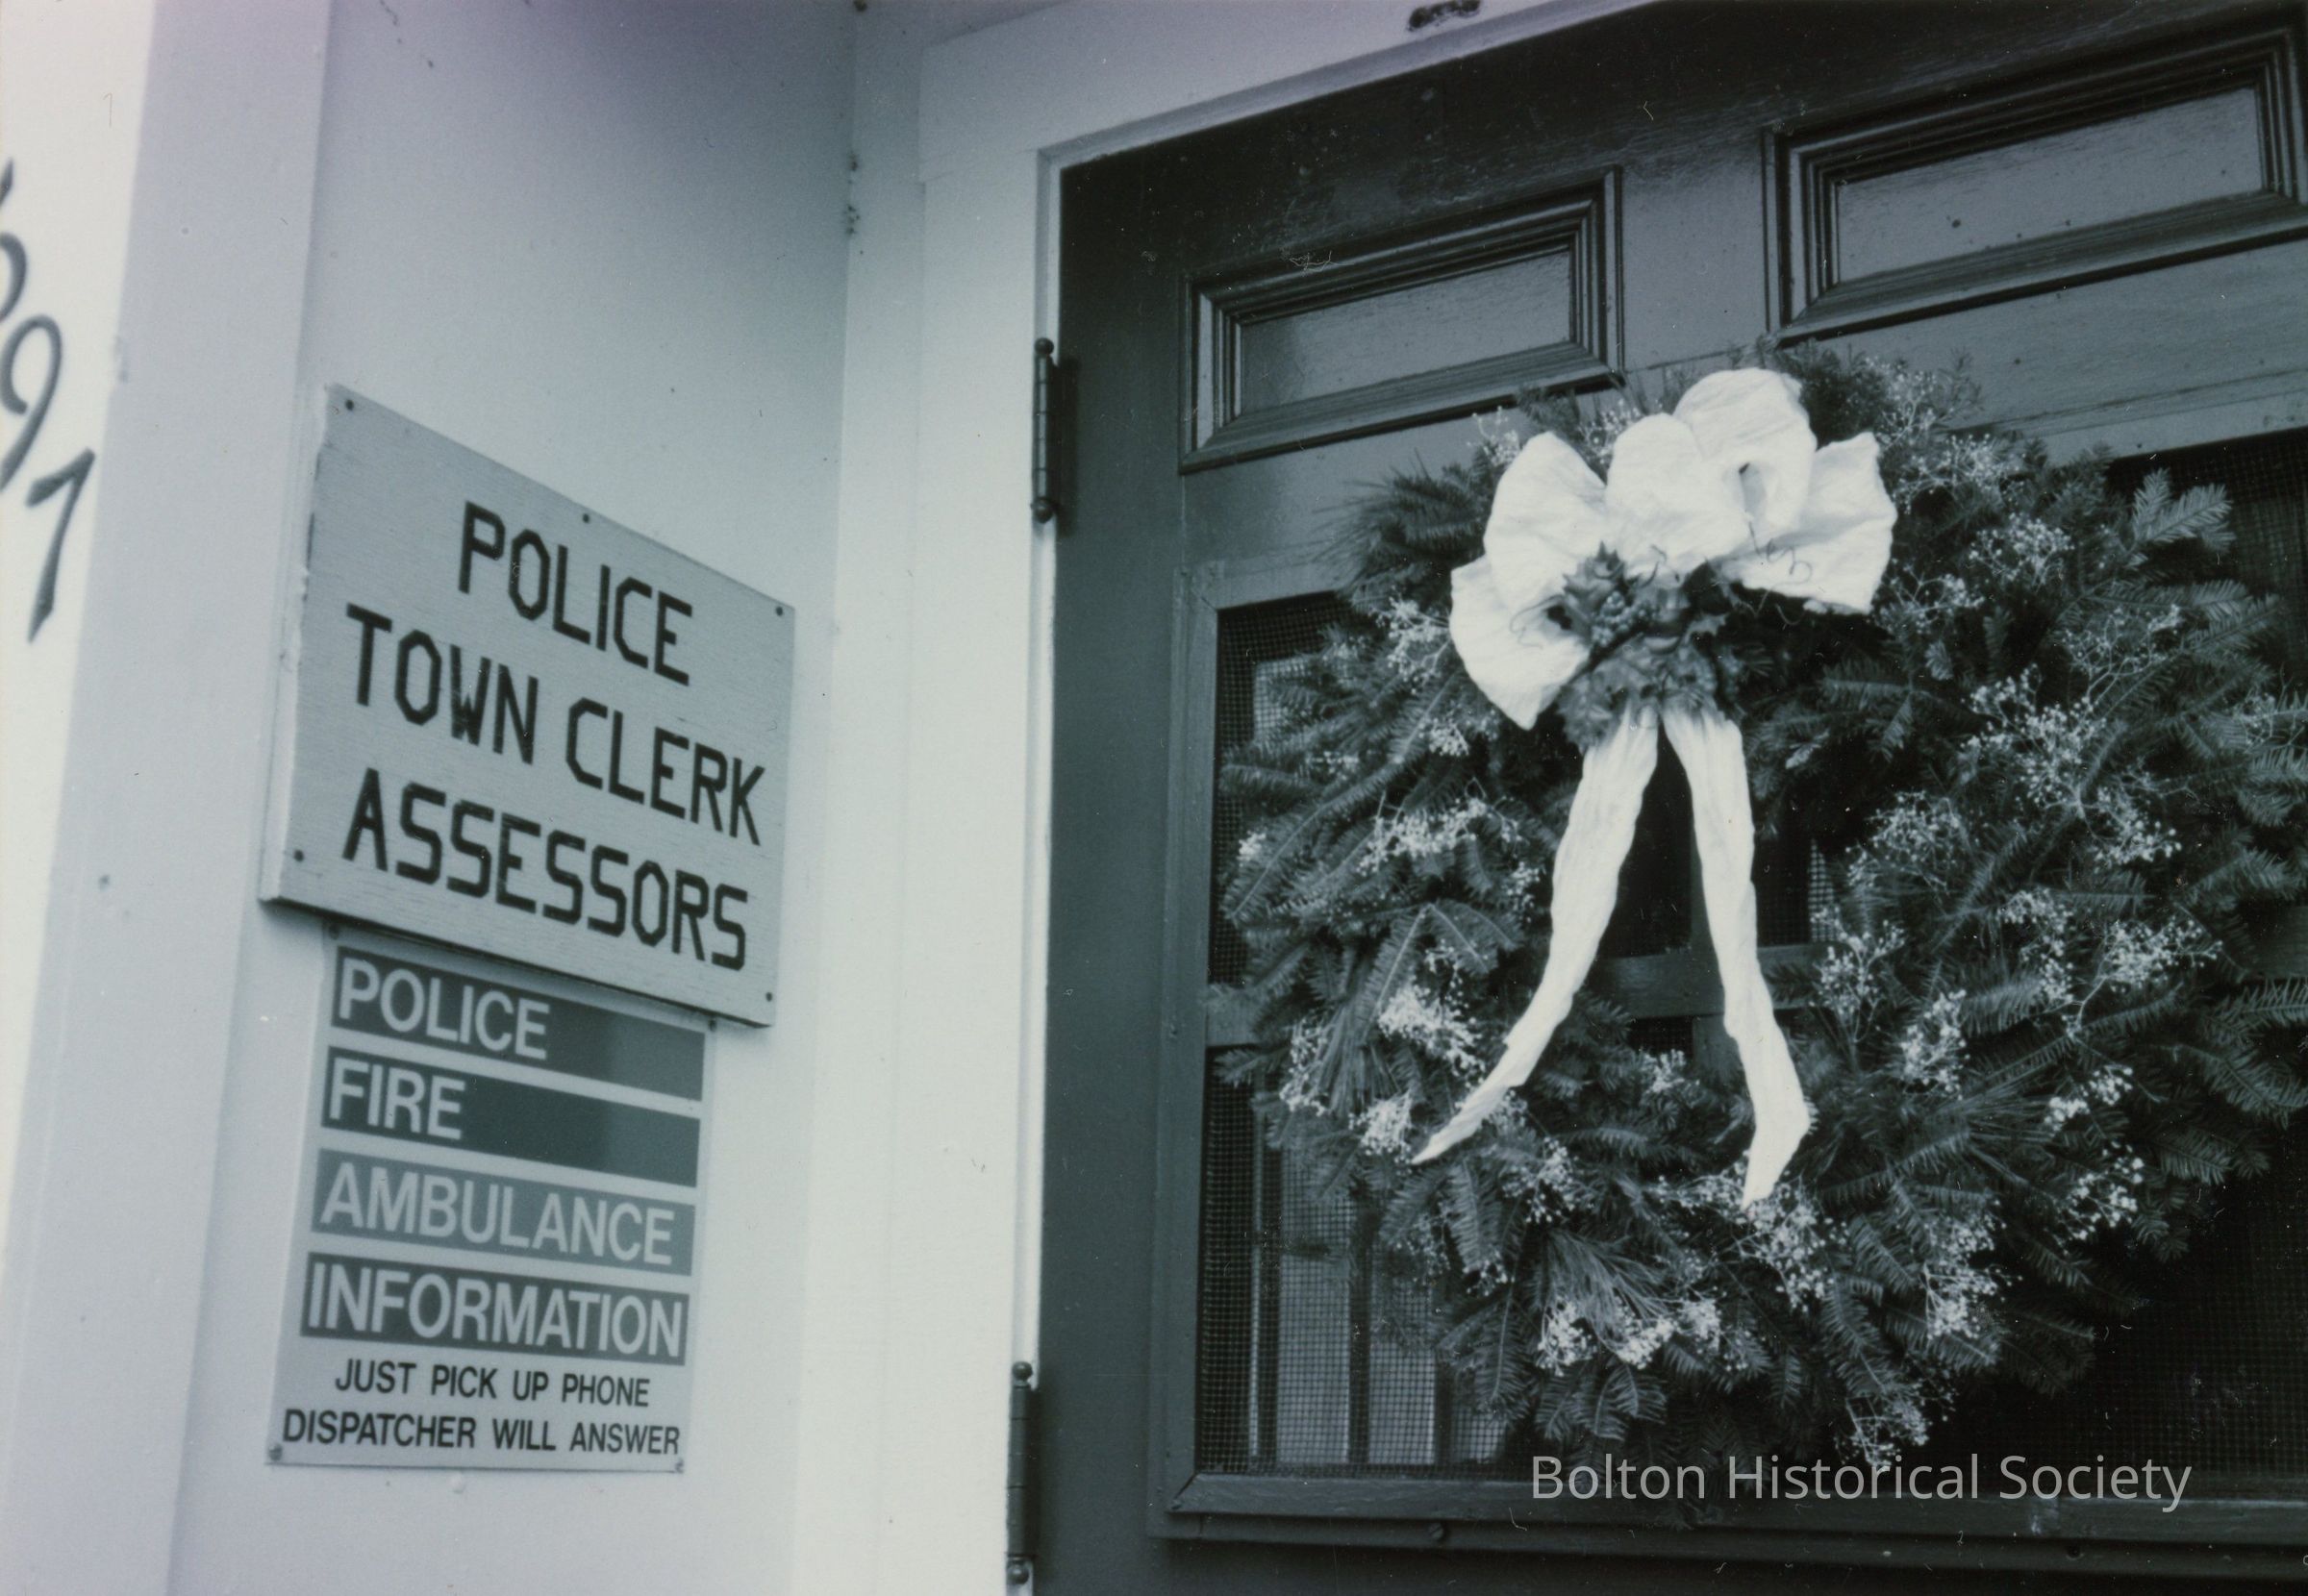 POLICE
TOWN CLERK
ASSESSORS
POLICE
FIRE
AMBULANCE
INFORMATION
JUST PICK UP PHONE
DISPATCHER WILL ANSWER
Bolton Historical Society